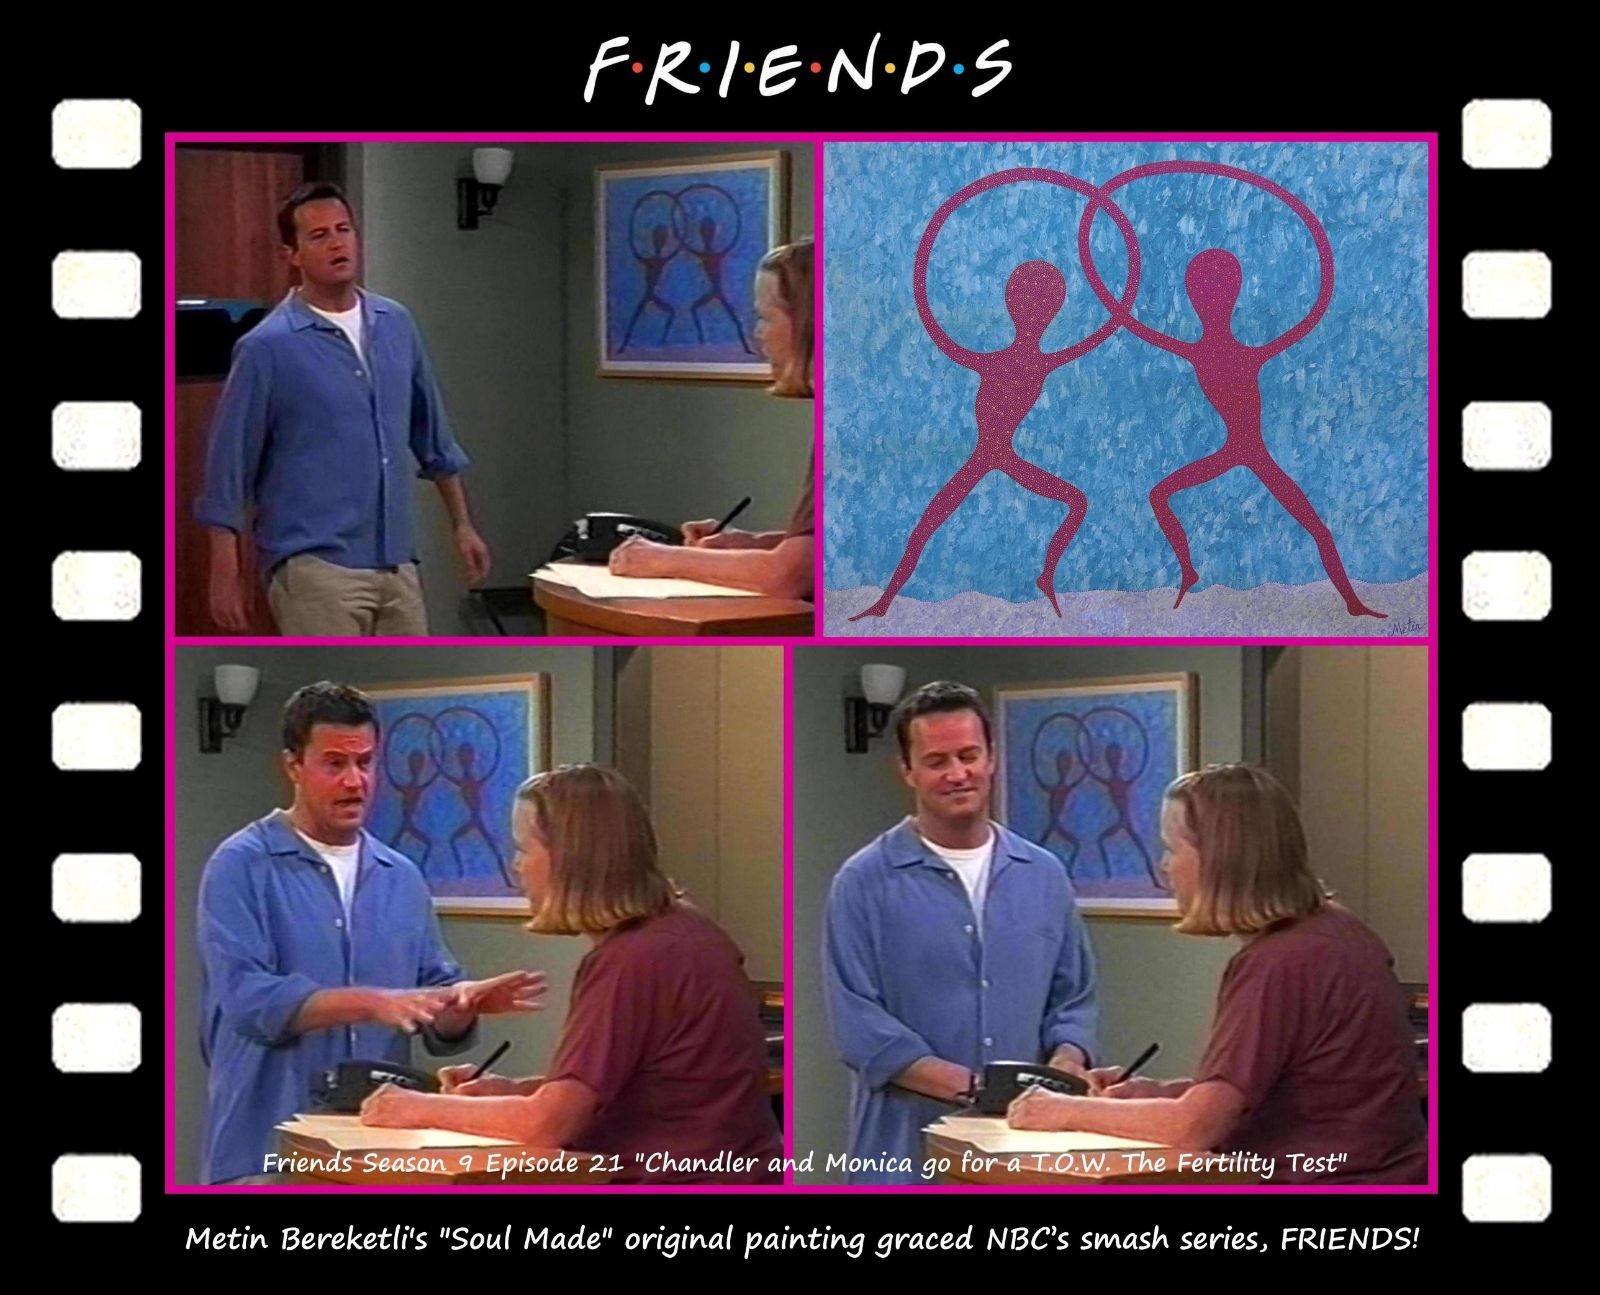 F•R•I•E•N•D•S
Metin
Friends Season 9 Episode 21 "Chandler and Monica go for a T.O.W. The Fertility Test"
Metin Bereketli's "Soul Made" original painting graced NBC’s smash series, FRIENDS!